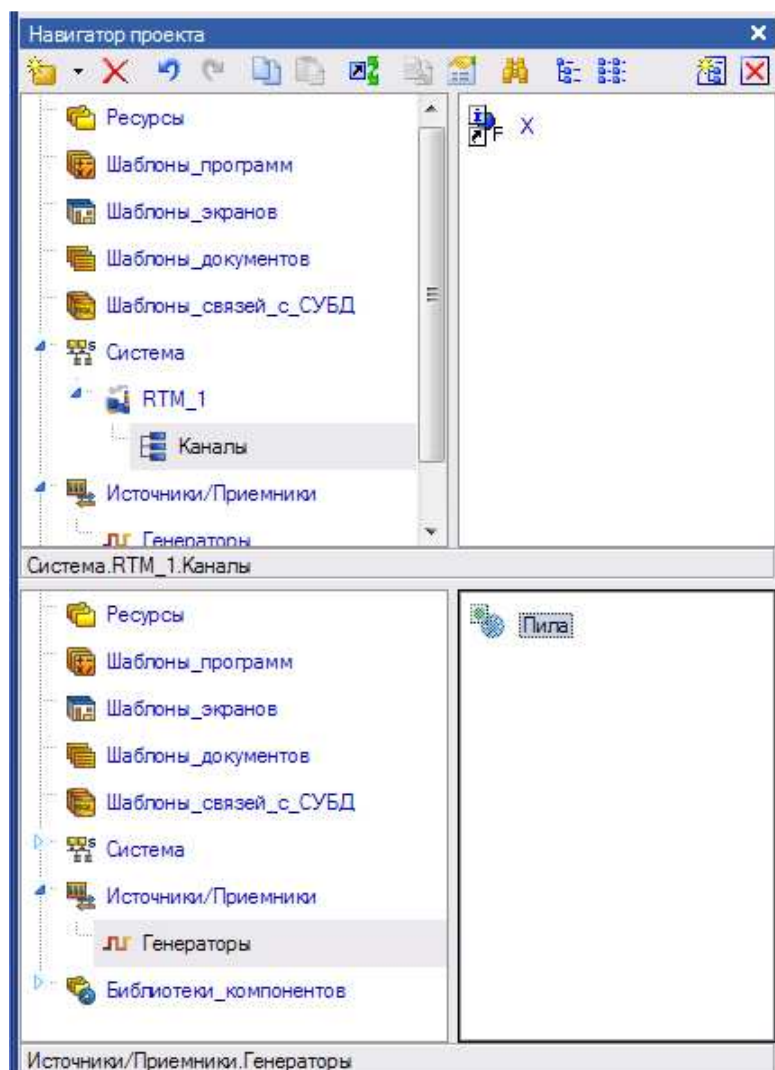 Навигатор проекта
Ресурсы
Шаблоны_программ
Шаблоны_экранов
Шаблоны_документов
Шаблоны_связей_с_СУБД
Система
RTM_1
Каналы
Источники/Приемники
Генераторы
F X
Система.RTM_1.Каналы
Ресурсы
Шаблоны_программ
Шаблоны_экранов
Шаблоны_документов
Шаблоны_связей_с_СУБД
Система
Источники/Приемники
Генераторы
Библиотеки_компонентов
Пила
Источники/Приемники.Генераторы